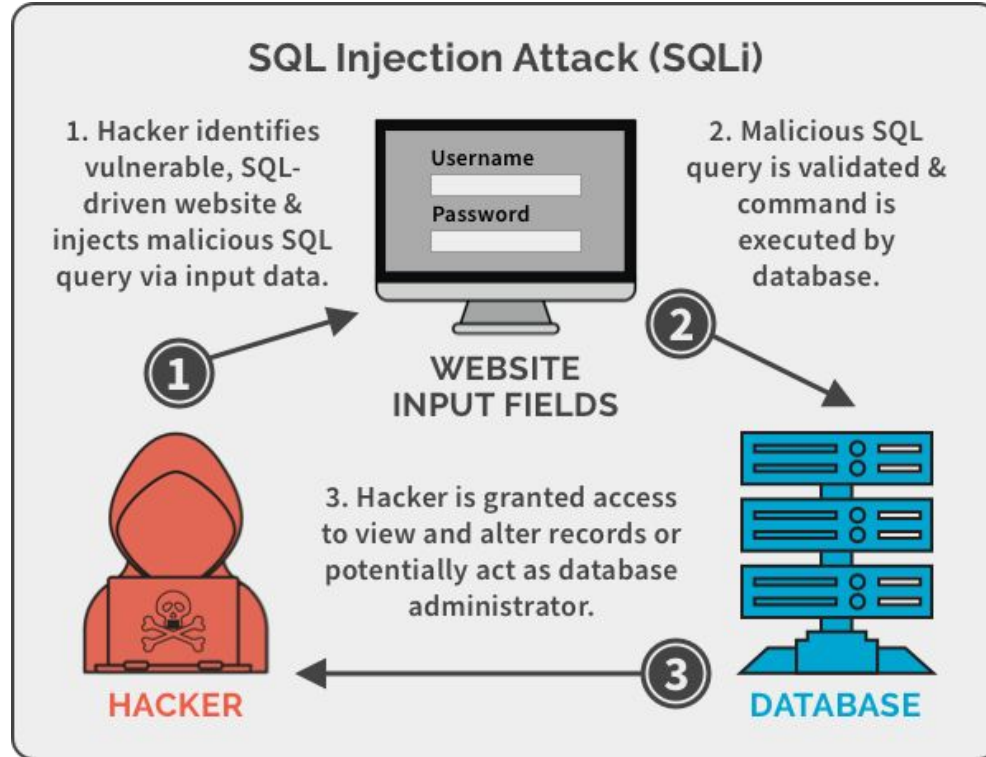 SQL Injection Attack (SQLi)
1. Hacker identifies
vulnerable, SQL-
driven website &
injects malicious SQL
query via input data.
Username
Password
2. Malicious SQL
query is validated &
command is
executed by
database.
1
2
WEBSITE
INPUT FIELDS
3. Hacker is granted access
to view and alter records or
potentially act as database
administrator.
3
HACKER
DATABASE